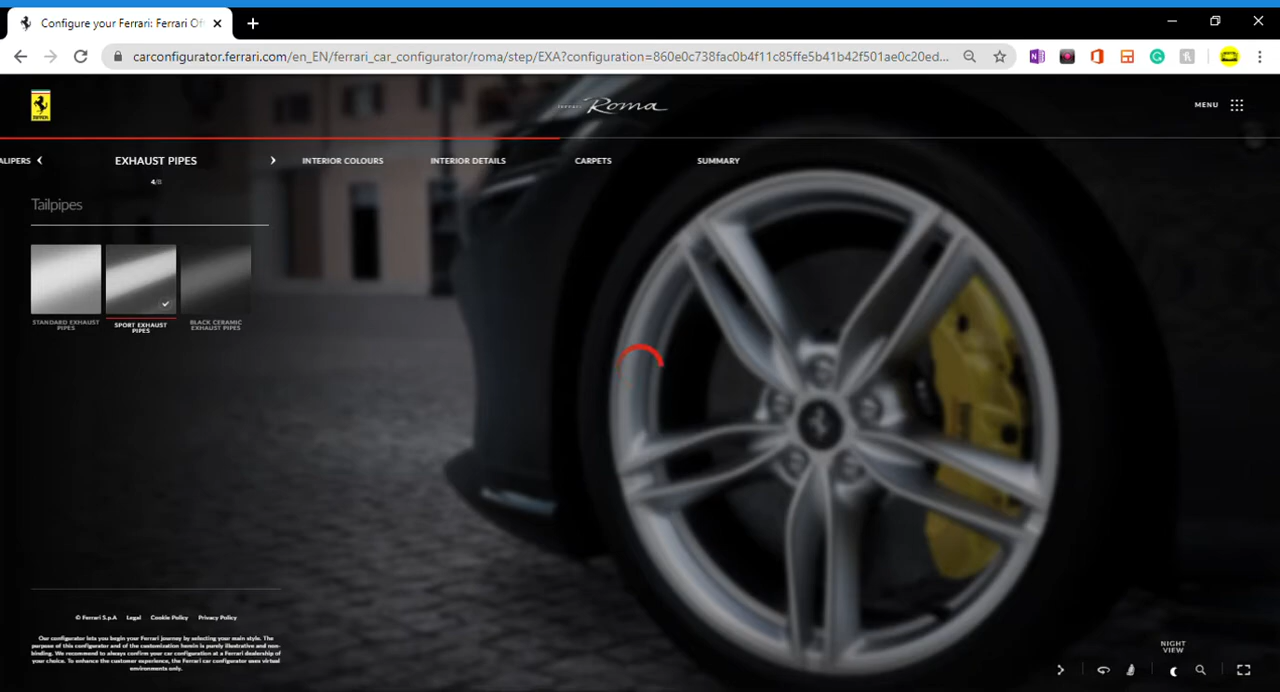 Configure your Ferrari: Ferrari Of
carconfigurator.ferrari.com/en_EN/ferrari_car_configurator/roma/step/EXA?configuration=860e0c738fac0b4f11c85ffe5b41b42f501ae0c20ed...
Ferrari Roma
MENU
ALIPERS
EXHAUST PIPES
INTERIOR COLOURS
INTERIOR DETAILS
CARPETS
SUMMARY
Tailpipes
STANDARD EXHAUST
PIPES
SPORT EXHAUST
PIPES
BLACK CERAMIC
EXHAUST PIPES
© Ferrari S.p.A Legal Cookie Policy Privacy Policy
Our configurator lets you begin your Ferrari journey by selecting your main style. The
purpose of this configurator and of the customization herein is purely illustrative and non-
binding. We recommend to always confirm your car configuration at a Ferrari dealership of
your choice. To enhance the customer experience, the Ferrari car configurator uses virtual
environments only.
NIGHT
VIEW